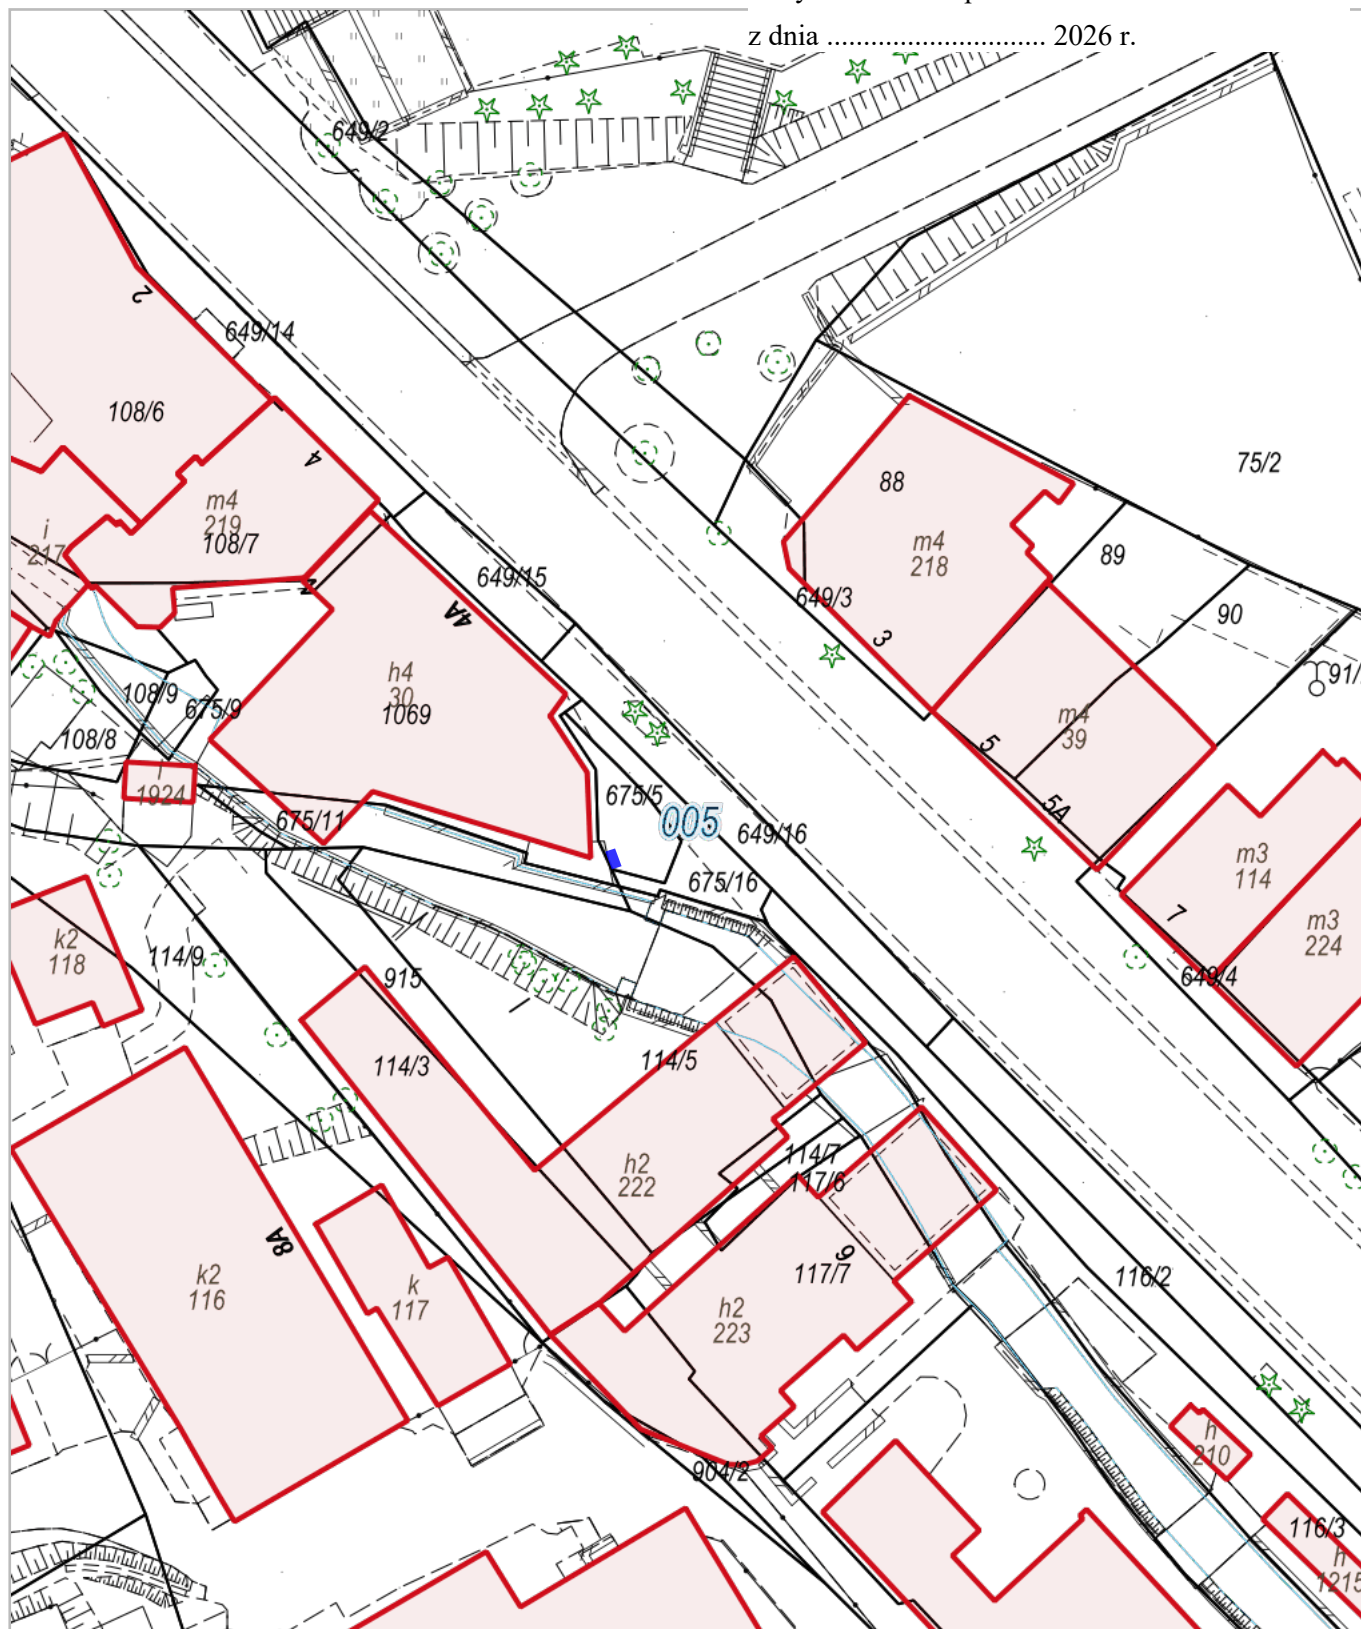 z dnia .............................. 2026 r.
649/2
2
649/14
108/6
4
75/2
88
m4
219
108/7
i
217
m4
218
89
649/15
649/3
90
4A
3
h4
30
1069
91/
108/9
675/9
108/8
m4
39
5
i
1924
675/11
675/5
005
649/16
5A
m3
114
675/16
7
m3
224
k2
118
114/9
915
649/4
114/3
114/5
h2
222
114/7
117/6
8A
6
k2
116
k
117
117/7
116/2
h2
223
h
210
904/2
116/3
h
1215